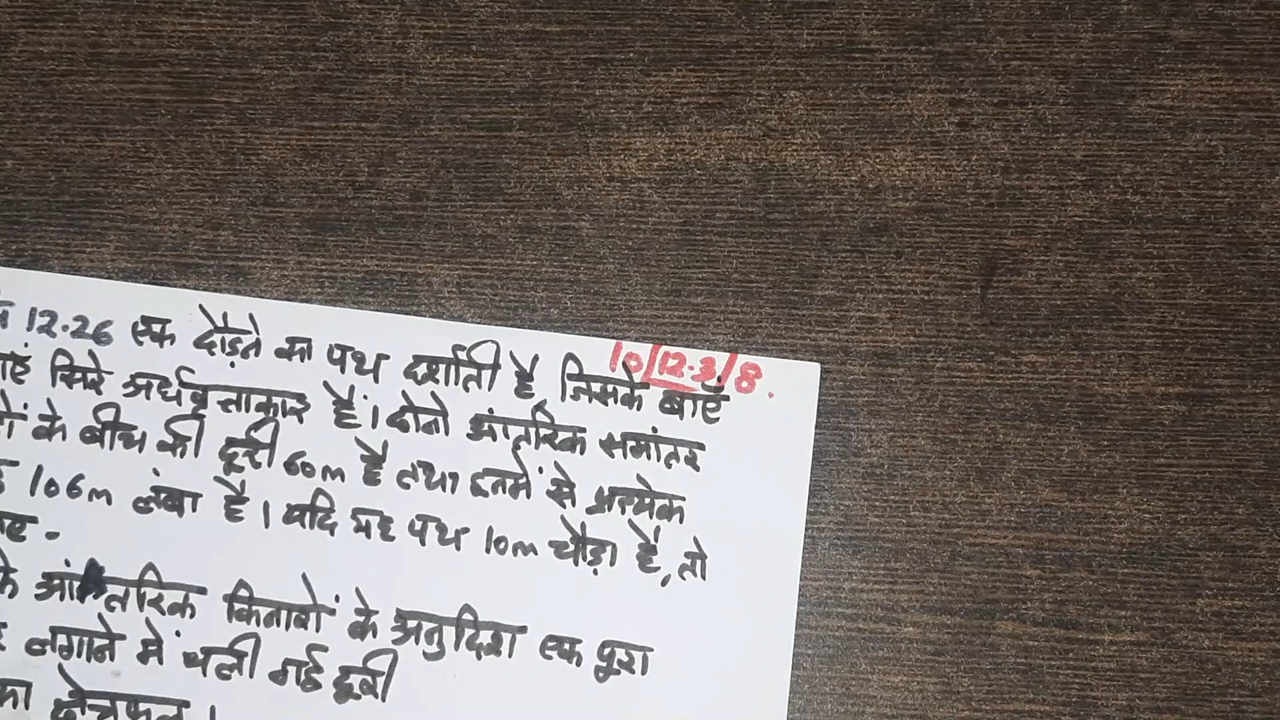 10/12.3/8.
12.26 एक दौड़ने का पथ दर्शाती है, जिसके बाएँ
सिरे अर्धवृत्ताकार हैं। दोनो आंतरिक समांतर
के बीच की दूरी 60m है तथा इनमें से प्रत्येक
106m लंबा है। यदि यह पथ 10m चौड़ा है, तो
आंतरिक किनारों के अनुदिश एक पूरा
लगाने में चली गई दूरी
का क्षेत्रफल।